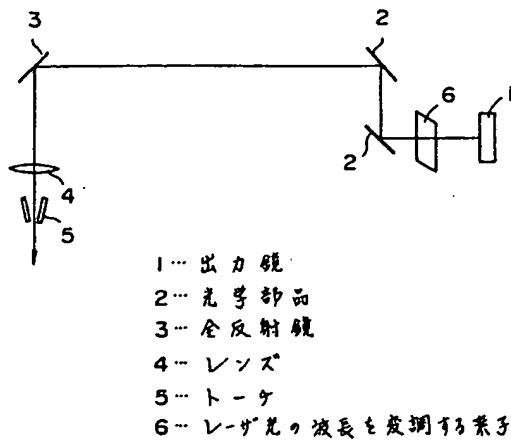 3
2
6
1
2
4
5
1… 出力鏡
2… 光学部品
3… 全反射鏡
4… レンズ
5… トーチ
6… レーザ光の波長を変調する素子